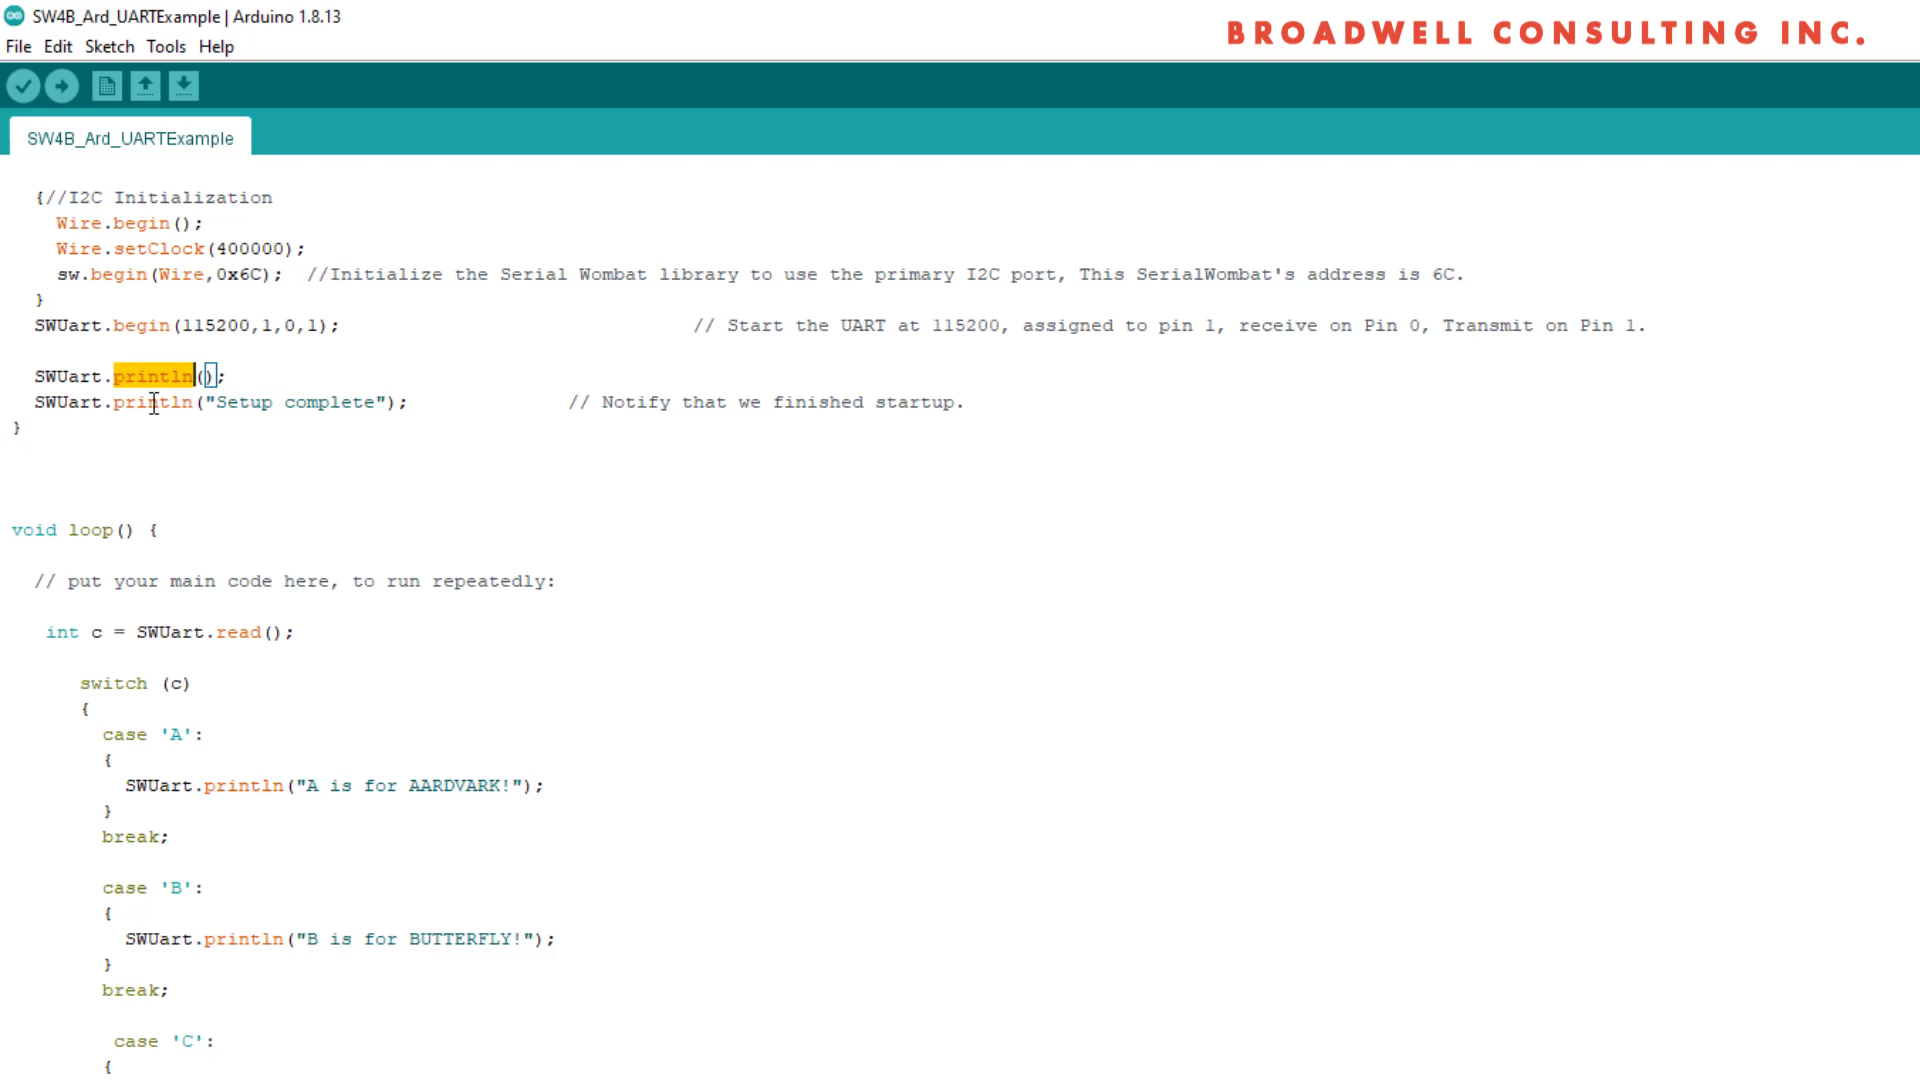 SW4B_Ard_UARTExample | Arduino 1.8.13
BROADWELL CONSULTING INC.
File Edit Sketch Tools Help
SW4B_Ard_UARTExample
{//I2C Initialization
Wire.begin();
Wire.setClock(400000);
sw.begin(Wire,0x6C);  //Initialize the Serial Wombat library to use the primary I2C port, This SerialWombat's address is 6C.
}
SWUart.begin(115200,1,0,1);  // Start the UART at 115200, assigned to pin 1, receive on Pin 0, Transmit on Pin 1.
SWUart.println();
SWUart.println("Setup complete");  // Notify that we finished startup.
}
void loop() {
// put your main code here, to run repeatedly:
int c = SWUart.read();
switch (c)
{
case 'A':
{
SWUart.println("A is for AARDVARK!");
}
break;
case 'B':
{
SWUart.println("B is for BUTTERFLY!");
}
break;
case 'C':
{